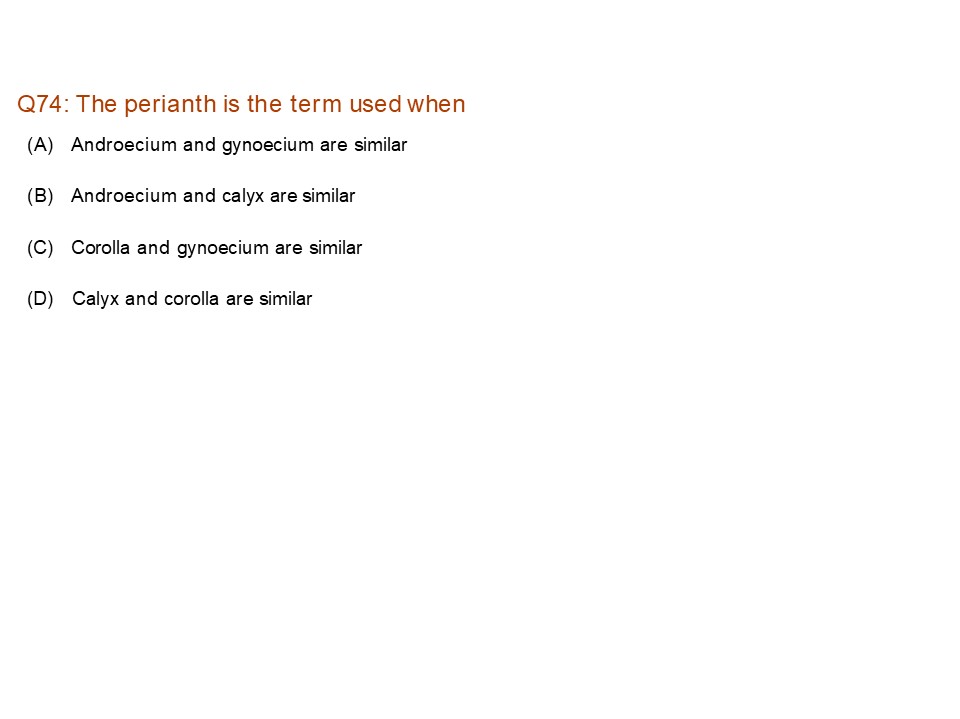 Q74: The perianth is the term used when
(A) Androecium and gynoecium are similar
(B) Androecium and calyx are similar
(C) Corolla and gynoecium are similar
(D) Calyx and corolla are similar